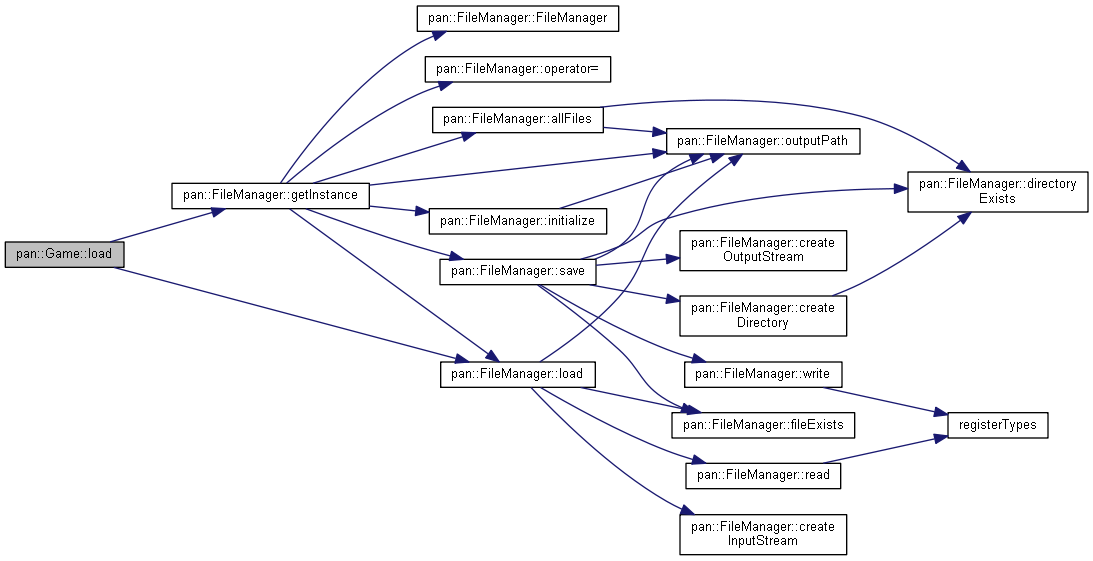 pan::FileManager::FileManager
pan::FileManager::operator=
pan::FileManager::allFiles
pan::FileManager::outputPath
pan::FileManager::directory
Exists
pan::FileManager::getInstance
pan::FileManager::initialize
pan::FileManager::create
OutputStream
pan::Game::load
pan::FileManager::save
pan::FileManager::create
Directory
pan::FileManager::load
pan::FileManager::write
pan::FileManager::fileExists
registerTypes
pan::FileManager::read
pan::FileManager::create
InputStream